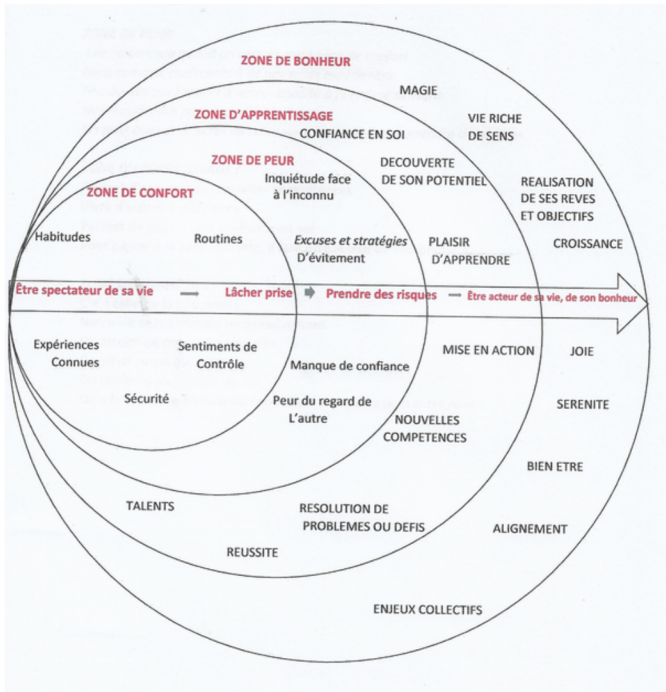 ZONE DE BONHEUR
MAGIE
ZONE D'APPRENTISSAGE
VIE RICHE
DE SENS
CONFIANCE EN SOI
ZONE DE PEUR
DECOUVERTE
DE SON POTENTIEL
Inquiétude face
à l'inconnu
ZONE DE CONFORT
REALISATION
DE SES REVES
ET OBJECTIFS
Habitudes
Routines
Excuses et stratégies
D'évitement
PLAISIR
D'APPRENDRE
CROISSANCE
Être spectateur de sa vie → Lâcher prise → Prendre des risques → Être acteur de sa vie, de son bonheur
Expériences
Connues
Sentiments de
Contrôle
Manque de confiance
MISE EN ACTION
JOIE
Sécurité
Peur du regard de
L'autre
SERENITE
NOUVELLES
COMPETENCES
BIEN ETRE
TALENTS
RESOLUTION DE
PROBLEMES OU DEFIS
ALIGNEMENT
REUSSITE
ENJEUX COLLECTIFS